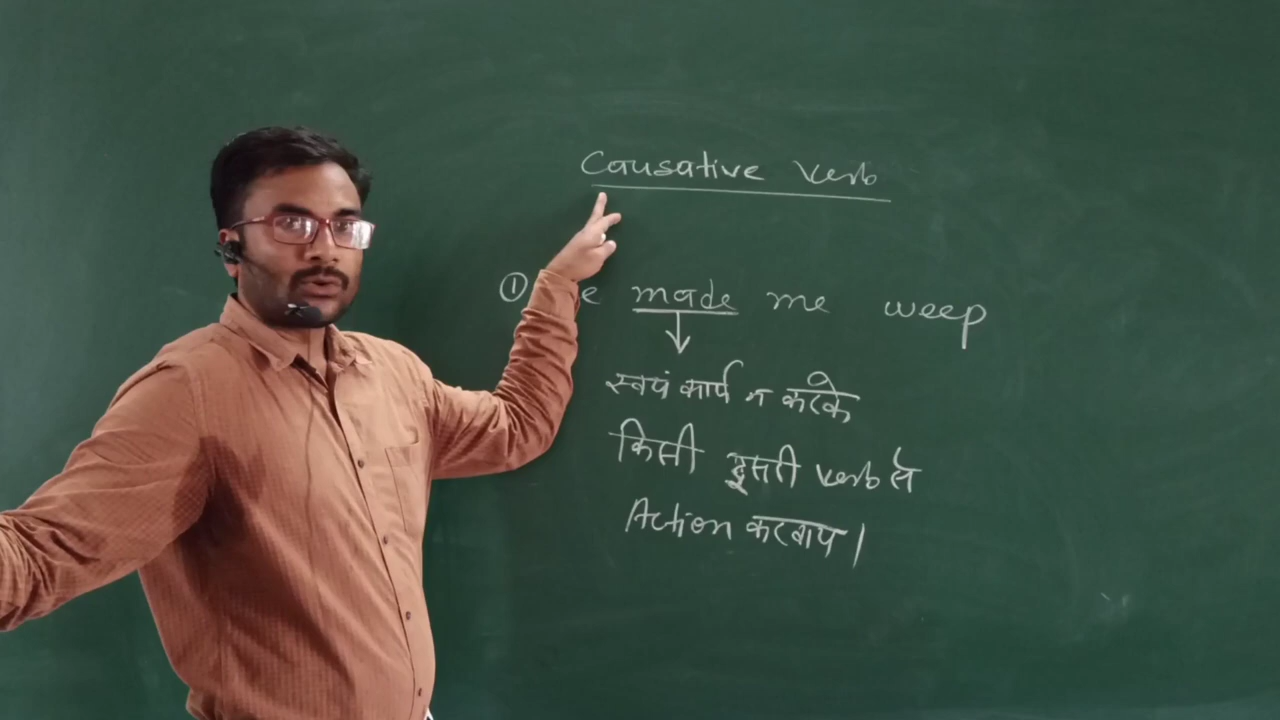 Causative verb
① e made me weep
स्वयं कार्य न करके
किसी दूसरी verb से
Action करवाए।